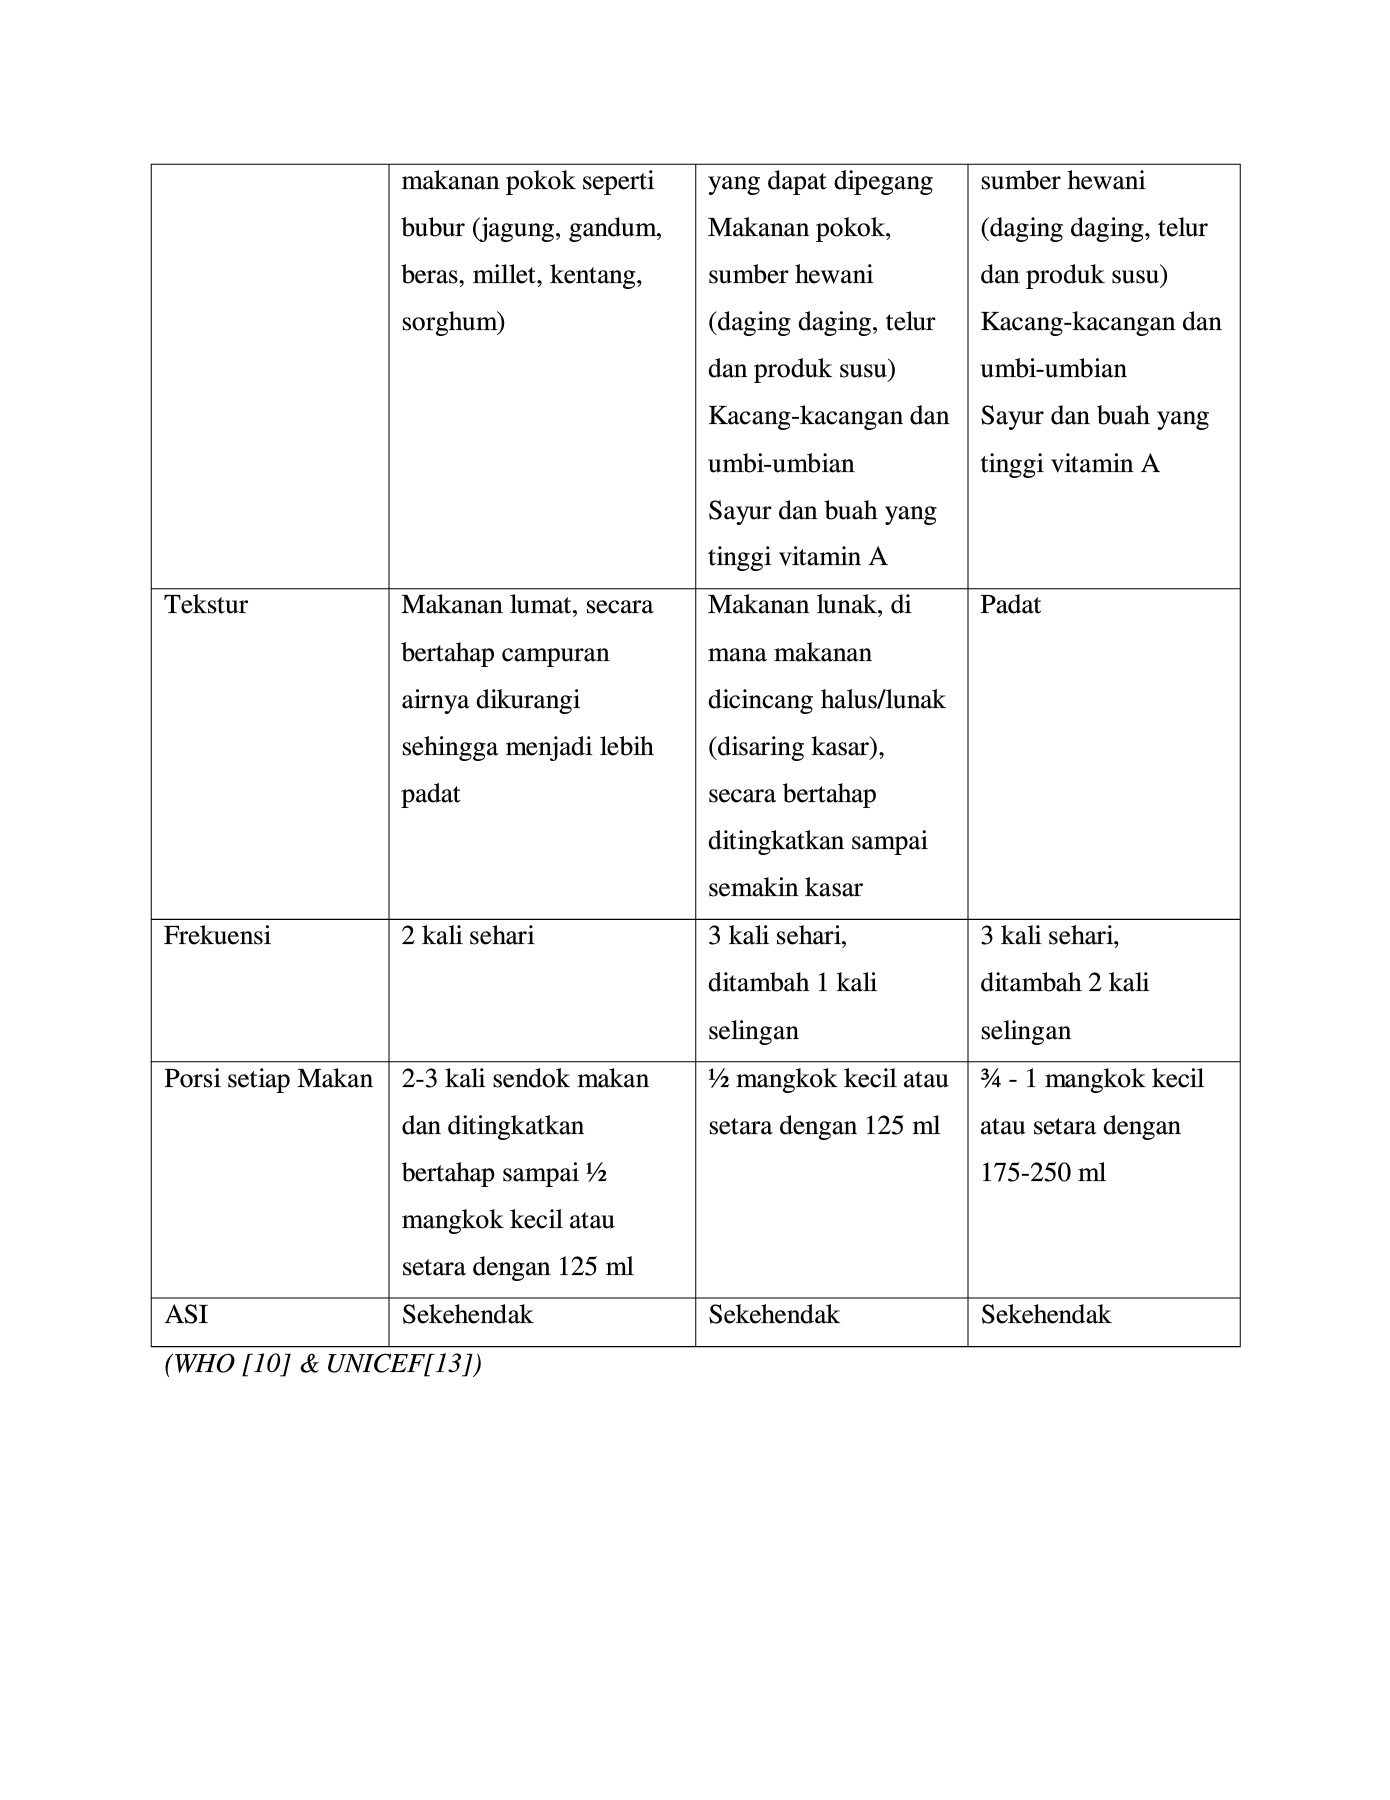 makanan pokok seperti
bubur (jagung, gandum,
beras, millet, kentang,
sorghum)
yang dapat dipegang
Makanan pokok,
sumber hewani
(daging daging, telur
dan produk susu)
Kacang-kacangan dan
umbi-umbian
Sayur dan buah yang
tinggi vitamin A
sumber hewani
(daging daging, telur
dan produk susu)
Kacang-kacangan dan
umbi-umbian
Sayur dan buah yang
tinggi vitamin A
Tekstur
Makanan lumat, secara
bertahap campuran
airnya dikurangi
sehingga menjadi lebih
padat
Makanan lunak, di
mana makanan
dicincang halus/lunak
(disaring kasar),
secara bertahap
ditingkatkan sampai
semakin kasar
Padat
Frekuensi
2 kali sehari
3 kali sehari,
ditambah 1 kali
selingan
3 kali sehari,
ditambah 2 kali
selingan
Porsi setiap Makan
2-3 kali sendok makan
dan ditingkatkan
bertahap sampai ½
mangkok kecil atau
setara dengan 125 ml
½ mangkok kecil atau
setara dengan 125 ml
¾ - 1 mangkok kecil
atau setara dengan
175-250 ml
ASI
Sekehendak
Sekehendak
Sekehendak
(WHO [10] & UNICEF[13])